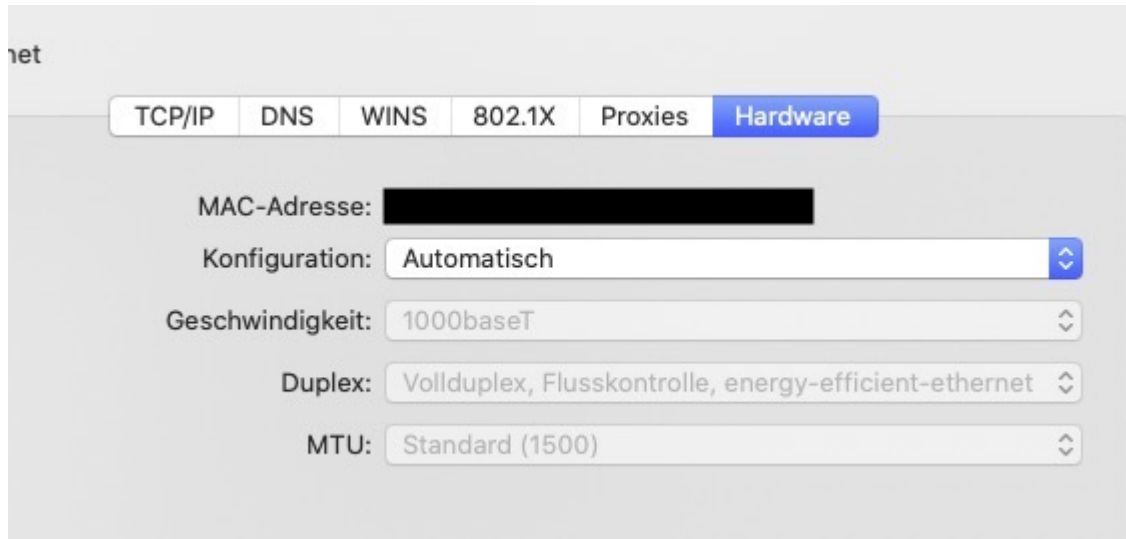 net
TCP/IP DNS WINS 802.1X Proxies Hardware
MAC-Adresse:
Konfiguration: Automatisch
Geschwindigkeit: 1000baseT
Duplex: Vollduplex, Flusskontrolle, energy-efficient-ethernet
MTU: Standard (1500)